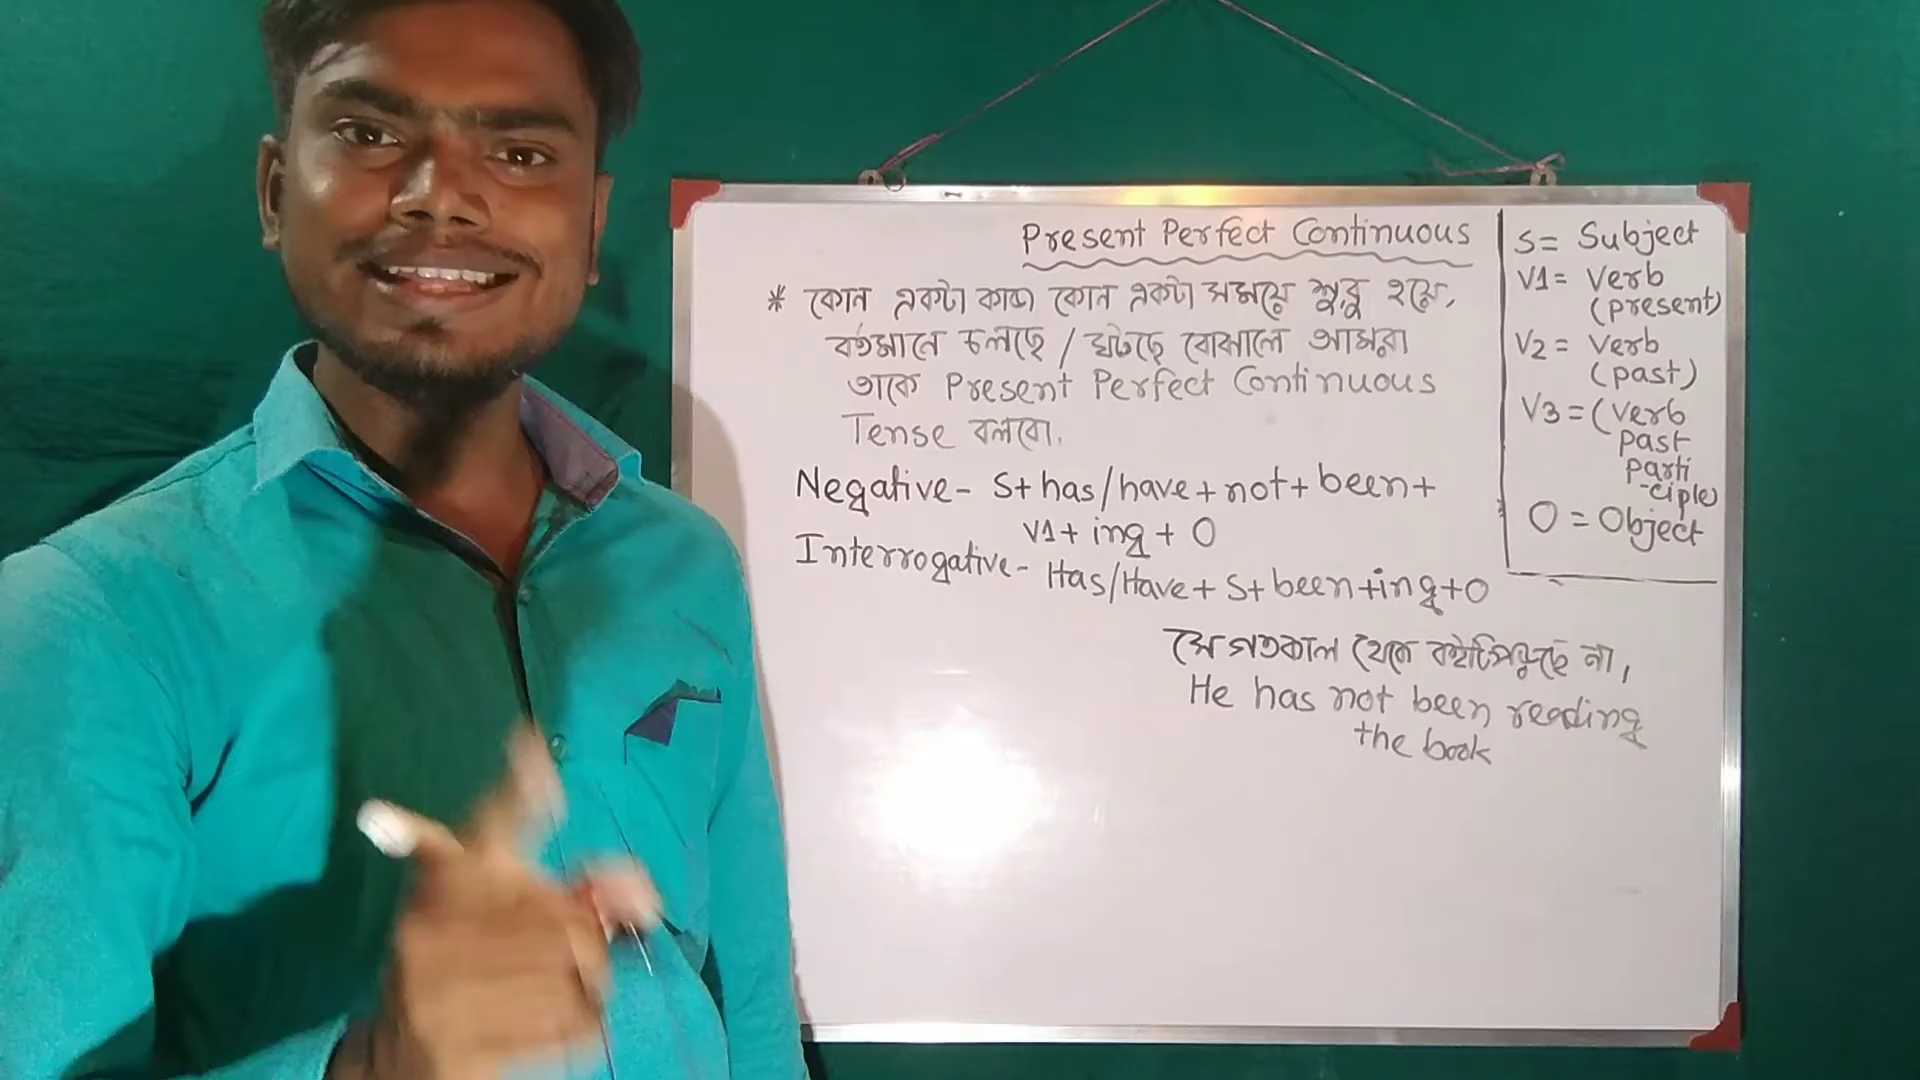 Present Perfect Continuous
* কোন একটা কাজ কোন একটা সময়ে শুরু হয়ে,
বর্তমানে চলছে / ঘটছে বোঝালে আমরা
তাকে Present Perfect Continuous
Tense বলবো.
Negative- S+ has/have + not + been +
V1 + ing + O
Interrogative- Has/Have + S + been + ing + O
সে গতকাল থেকে বইটি পড়ছে না,
He has not been reading
the book
S = Subject
V1 = Verb
(present)
V2 = Verb
(past)
V3 = (Verb
past
parti
-ciple)
O = Object